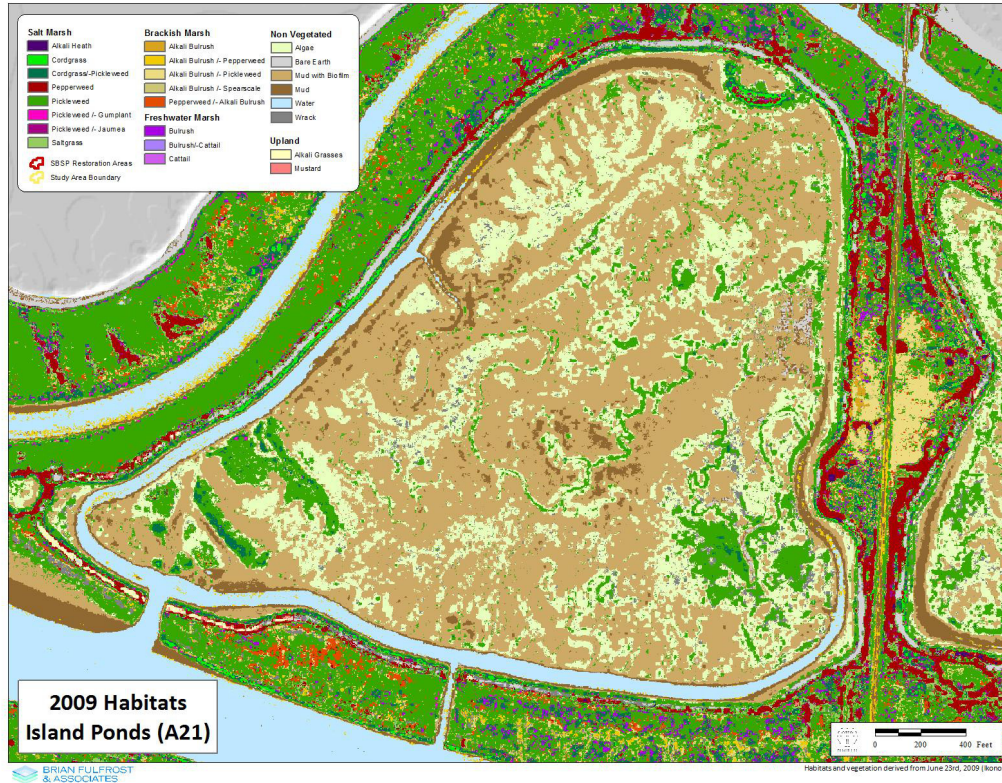 Salt Marsh
Alkali Heath
Cordgrass
Cordgrass/-Pickleweed
Pepperweed
Pickleweed
Pickleweed /- Gumplant
Pickleweed /- Jaumea
Saltgrass
SBSP Restoration Areas
Study Area Boundary
Brackish Marsh
Alkali Bulrush
Alkali Bulrush /- Pepperweed
Alkali Bulrush /- Pickleweed
Alkali Bulrush /- Spearscale
Pepperweed /- Alkali Bulrush
Freshwater Marsh
Bulrush
Bulrush/-Cattail
Cattail
Non Vegetated
Algae
Bare Earth
Mud with Biofilm
Mud
Water
Wrack
Upland
Alkali Grasses
Mustard
2009 Habitats
Island Ponds (A21)
0 200 400 Feet
BRIAN FULFROST
& ASSOCIATES
Habitats and vegetation derived from June 23rd, 2009 (Ikono